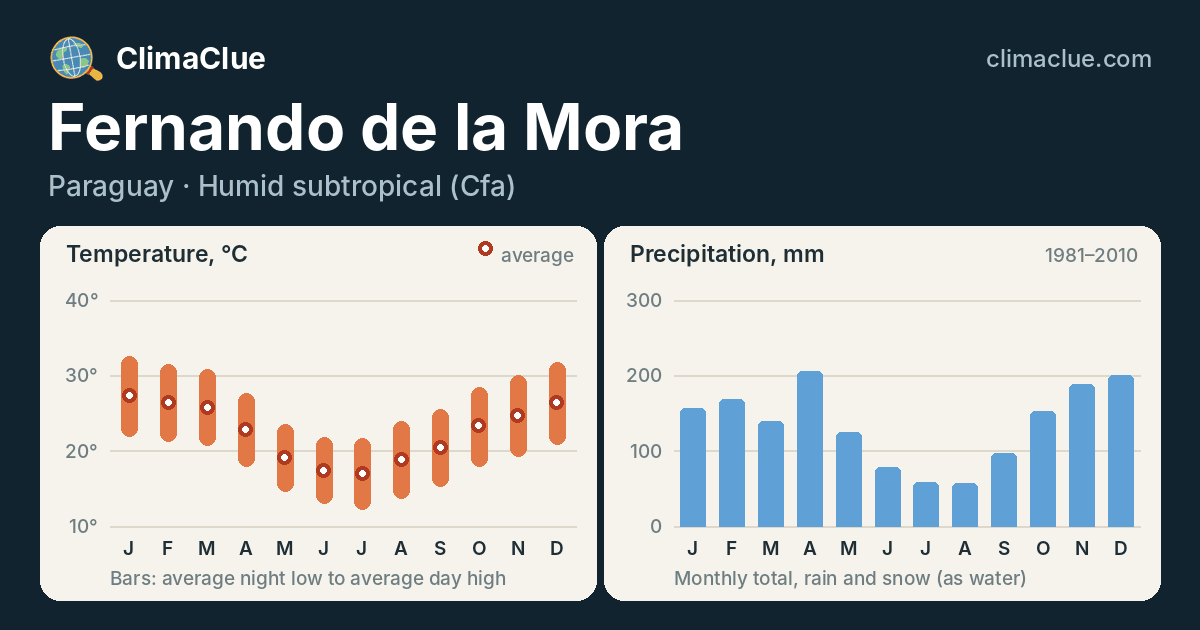 ClimaClue
climaclue.com
Fernando de la Mora
Paraguay · Humid subtropical (Cfa)
Temperature, °C
average
40°
30°
20°
10°
J F M A M J J A S O N D
Bars: average night low to average day high
Precipitation, mm
1981–2010
300
200
100
0
J F M A M J J A S O N D
Monthly total, rain and snow (as water)